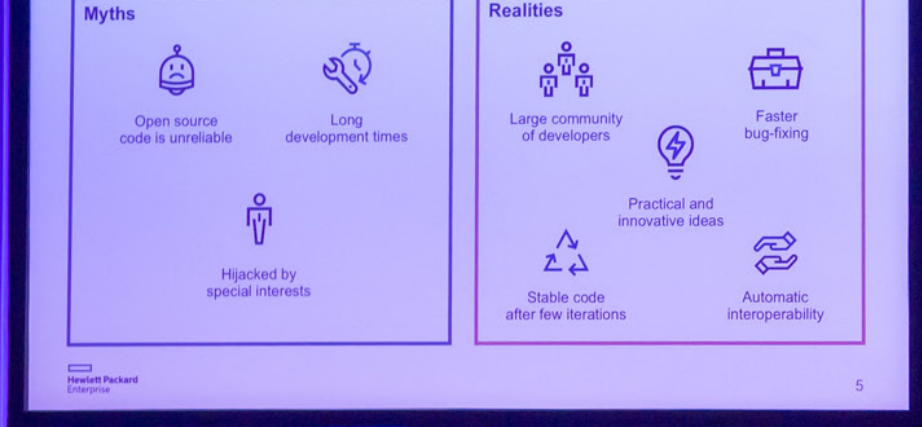 Myths
Open source
code is unreliable
Long
development times
Hijacked by
special interests
Realities
Large community
of developers
Faster
bug-fixing
Practical and
innovative ideas
Stable code
after few iterations
Automatic
interoperability
Hewlett Packard
Enterprise
5